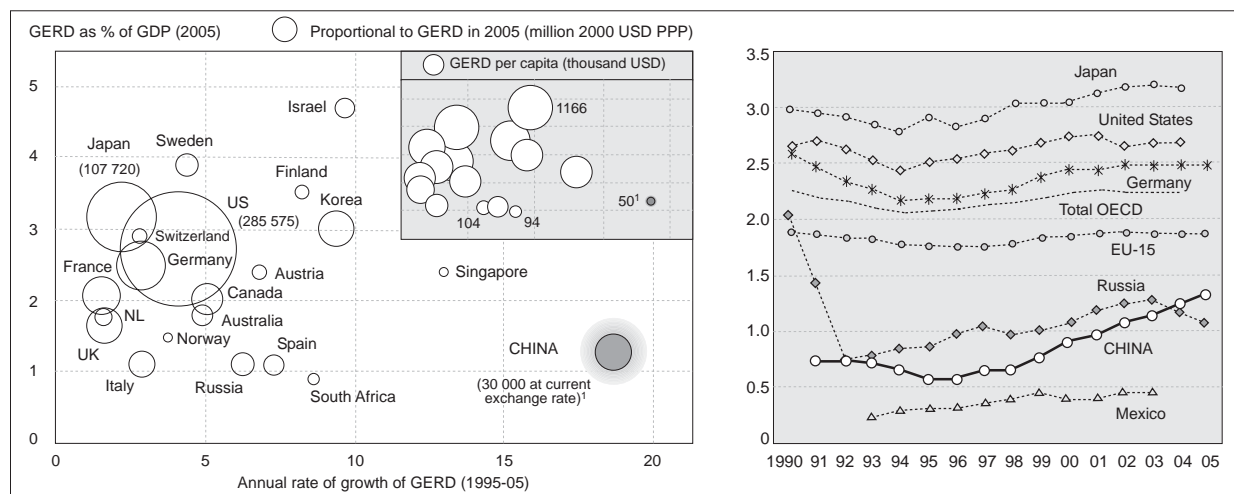 GERD as % of GDP (2005)
Proportional to GERD in 2005 (million 2000 USD PPP)
GERD per capita (thousand USD)
5
4
3
2
1
0
Israel
Japan
(107 720)
Sweden
Finland
US
(285 575)
Korea
Switzerland
Germany
France
Austria
Canada
NL
Australia
UK
Norway
Spain
Italy
Russia
South Africa
Singapore
CHINA
(30 000 at current
exchange rate)1
1166
104
94
501
0
5
10
15
20
Annual rate of growth of GERD (1995-05)
3.5
3.0
2.5
2.0
1.5
1.0
0.5
0
Japan
United States
Germany
Total OECD
EU-15
Russia
CHINA
Mexico
1990 91 92 93 94 95 96 97 98 99 00 01 02 03 04 05